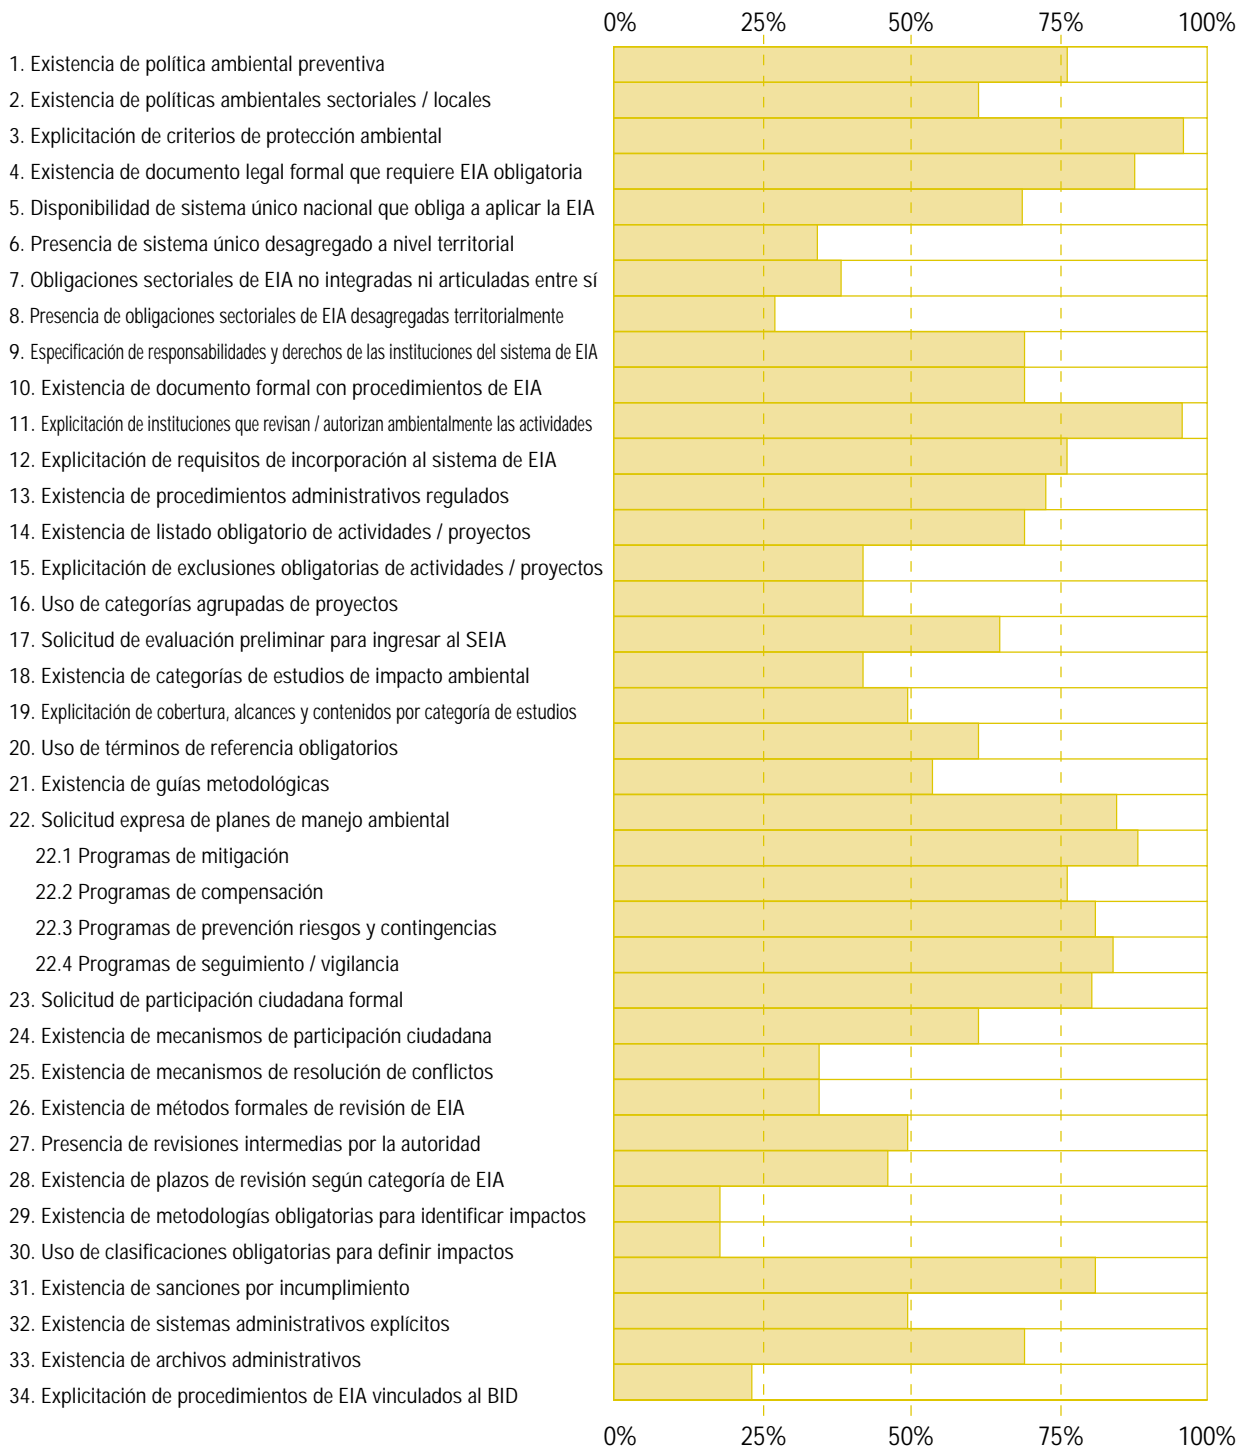 0% 25% 50% 75% 100%
1. Existencia de política ambiental preventiva
2. Existencia de políticas ambientales sectoriales / locales
3. Explicitación de criterios de protección ambiental
4. Existencia de documento legal formal que requiere EIA obligatoria
5. Disponibilidad de sistema único nacional que obliga a aplicar la EIA
6. Presencia de sistema único desagregado a nivel territorial
7. Obligaciones sectoriales de EIA no integradas ni articuladas entre sí
8. Presencia de obligaciones sectoriales de EIA desagregadas territorialmente
9. Especificación de responsabilidades y derechos de las instituciones del sistema de EIA
10. Existencia de documento formal con procedimientos de EIA
11. Explicitación de instituciones que revisan / autorizan ambientalmente las actividades
12. Explicitación de requisitos de incorporación al sistema de EIA
13. Existencia de procedimientos administrativos regulados
14. Existencia de listado obligatorio de actividades / proyectos
15. Explicitación de exclusiones obligatorias de actividades / proyectos
16. Uso de categorías agrupadas de proyectos
17. Solicitud de evaluación preliminar para ingresar al SEIA
18. Existencia de categorías de estudios de impacto ambiental
19. Explicitación de cobertura, alcances y contenidos por categoría de estudios
20. Uso de términos de referencia obligatorios
21. Existencia de guías metodológicas
22. Solicitud expresa de planes de manejo ambiental
22.1 Programas de mitigación
22.2 Programas de compensación
22.3 Programas de prevención riesgos y contingencias
22.4 Programas de seguimiento / vigilancia
23. Solicitud de participación ciudadana formal
24. Existencia de mecanismos de participación ciudadana
25. Existencia de mecanismos de resolución de conflictos
26. Existencia de métodos formales de revisión de EIA
27. Presencia de revisiones intermedias por la autoridad
28. Existencia de plazos de revisión según categoría de EIA
29. Existencia de metodologías obligatorias para identificar impactos
30. Uso de clasificaciones obligatorias para definir impactos
31. Existencia de sanciones por incumplimiento
32. Existencia de sistemas administrativos explícitos
33. Existencia de archivos administrativos
34. Explicitación de procedimientos de EIA vinculados al BID
0% 25% 50% 75% 100%